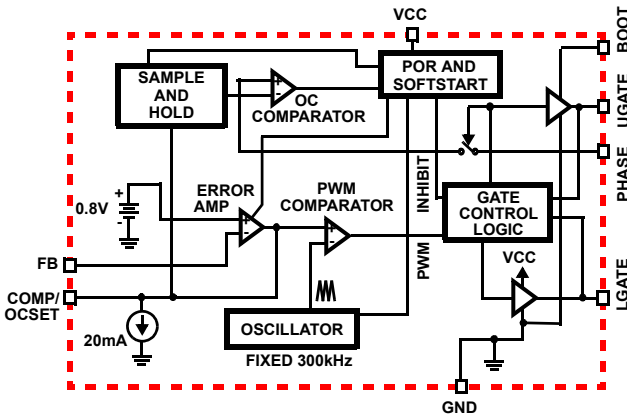 VCC
BOOT
SAMPLE
AND
HOLD
+
-
OC
COMPARATOR
POR AND
SOFTSTART
UGATE
PHASE
INHIBIT
+
0.8V
-
ERROR
AMP
+
-
PWM
COMPARATOR
+
-
GATE
CONTROL
LOGIC
PWM
FB
COMP/
OCSET
20mA
OSCILLATOR
FIXED 300kHz
VCC
LGATE
GND